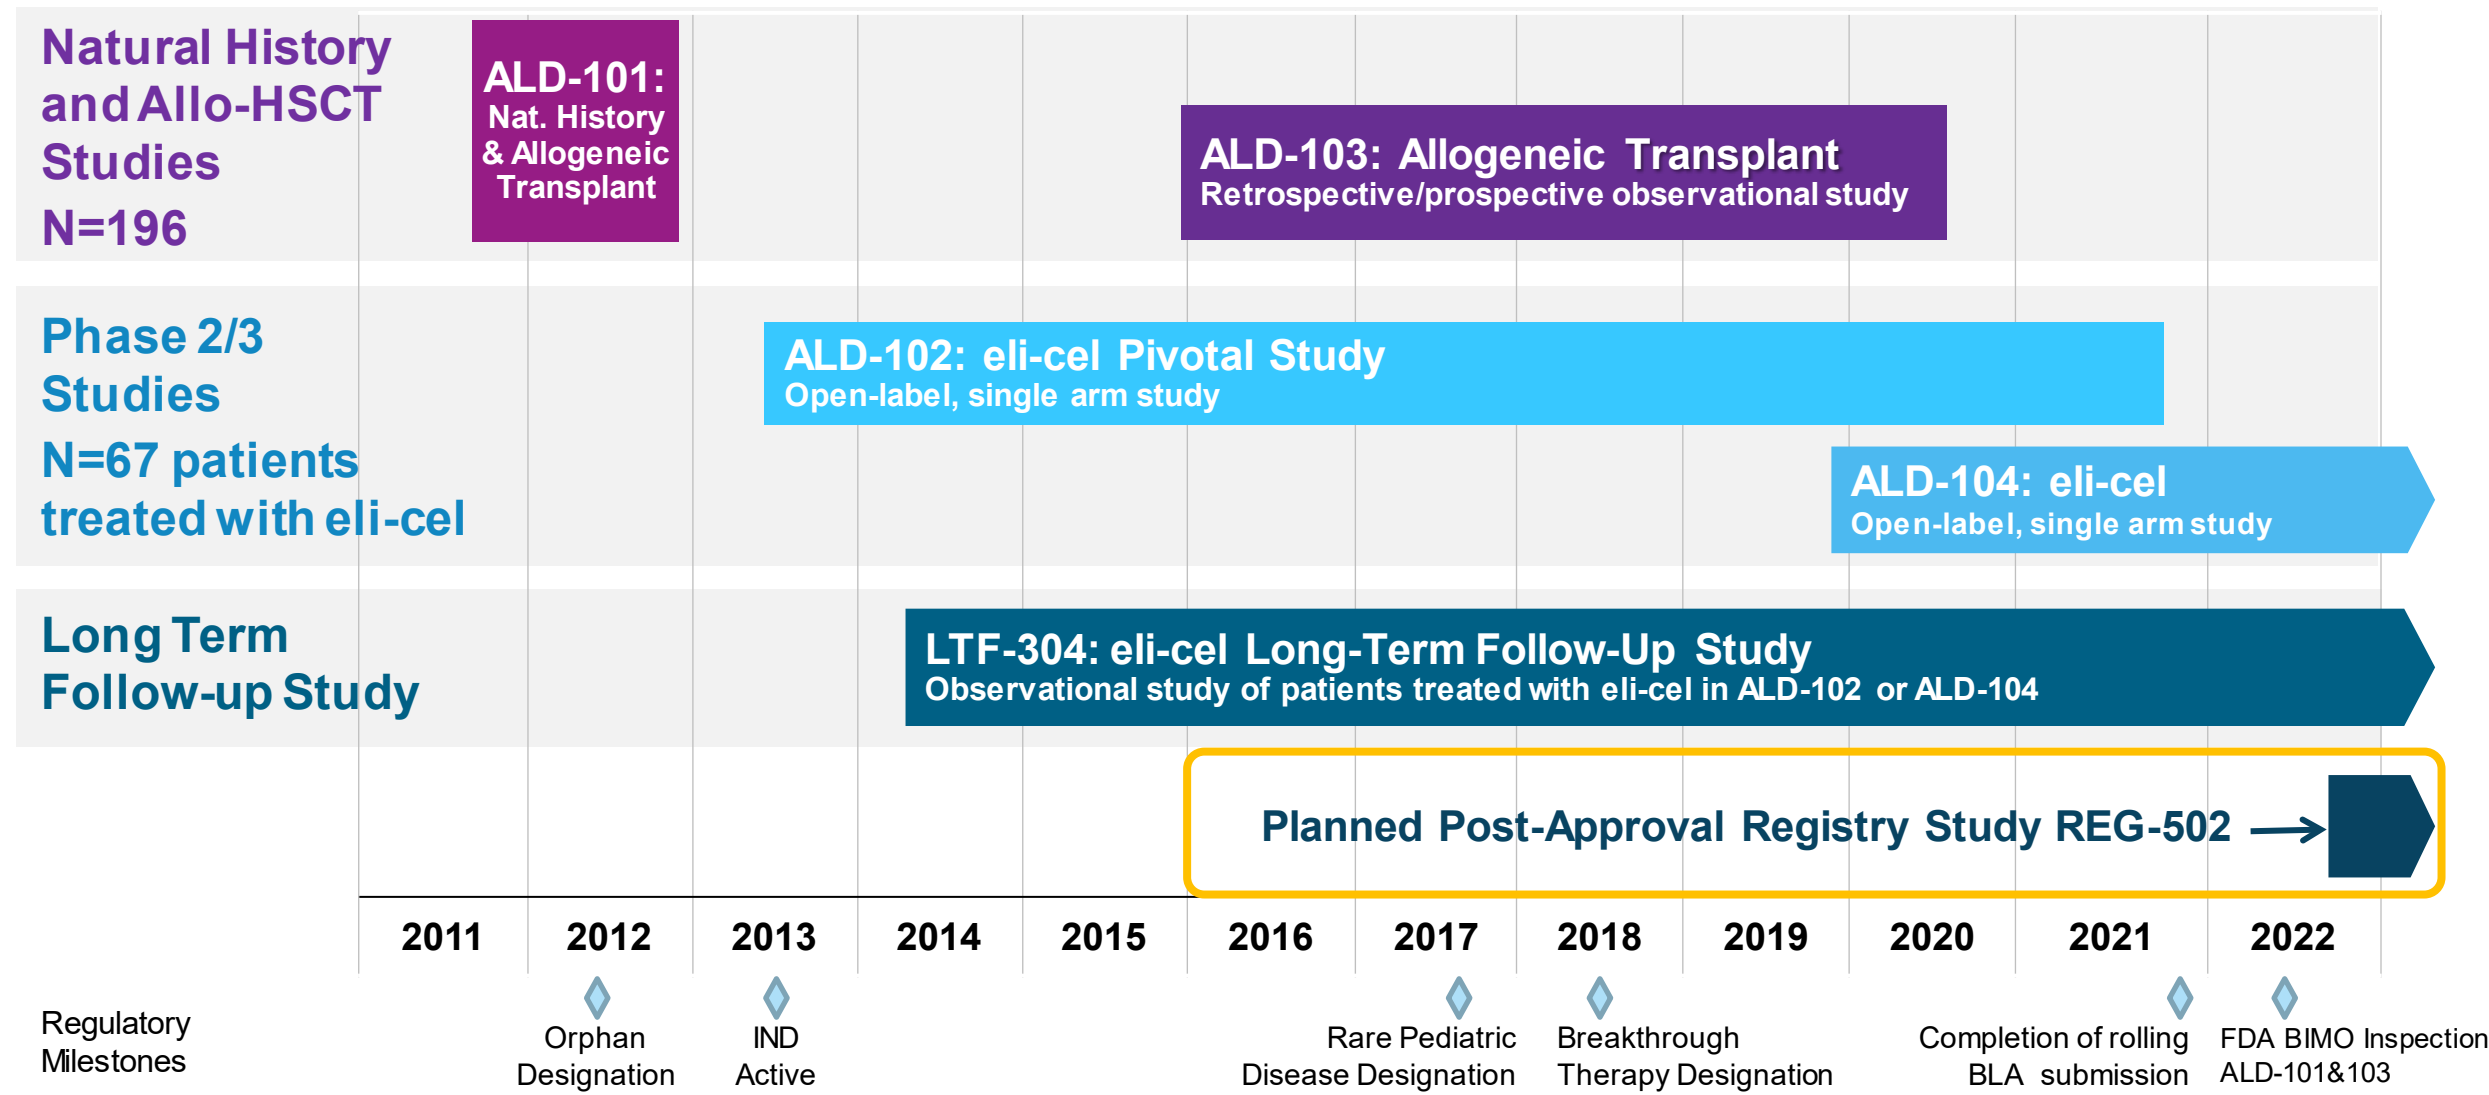 Natural History
and Allo-HSCT
Studies
N=196
ALD-101:
Nat. History
& Allogeneic
Transplant
ALD-103: Allogeneic Transplant
Retrospective/prospective observational study
Phase 2/3
Studies
N=67 patients
treated with eli-cel
ALD-102: eli-cel Pivotal Study
Open-label, single arm study
ALD-104: eli-cel
Open-label, single arm study
Long Term
Follow-up Study
LTF-304: eli-cel Long-Term Follow-Up Study
Observational study of patients treated with eli-cel in ALD-102 or ALD-104
Planned Post-Approval Registry Study REG-502
2011 2012 2013 2014 2015 2016 2017 2018 2019 2020 2021 2022
Regulatory
Milestones
Orphan
Designation
IND
Active
Rare Pediatric
Disease Designation
Breakthrough
Therapy Designation
Completion of rolling
BLA submission
FDA BIMO Inspection
ALD-101&103